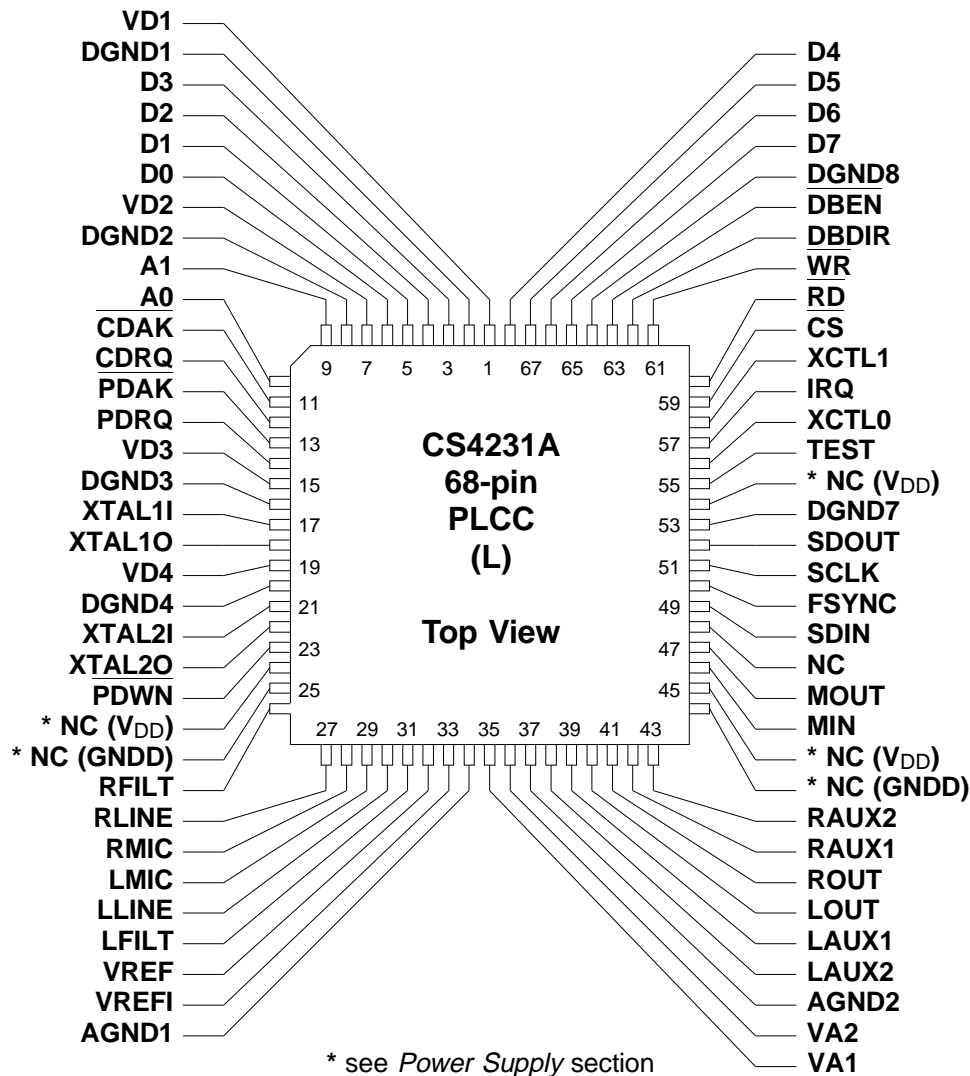 VD1
DGND1
D3
D2
D1
D0
VD2
DGND2
A1
A0
CDAK
CDRQ
PDAK
PDRQ
VD3
DGND3
XTAL1I
XTAL1O
VD4
DGND4
XTAL2I
XTAL2O
PDWN
* NC (VDD)
* NC (GNDD)
RFILT
RLINE
RMIC
LMIC
LLINE
LFILT
VREF
VREFI
AGND1
9 7 5 3 1 67 65 63 61
11
13
15
17
19
21
23
25
CS4231A
68-pin
PLCC
(L)
Top View
59
57
55
53
51
49
47
45
27 29 31 33 35 37 39 41 43
D4
D5
D6
D7
DGND8
DBEN
DBDIR
WR
RD
CS
XCTL1
IRQ
XCTL0
TEST
* NC (VDD)
DGND7
SDOUT
SCLK
FSYNC
SDIN
NC
MOUT
MIN
* NC (VDD)
* NC (GNDD)
RAUX2
RAUX1
ROUT
LOUT
LAUX1
LAUX2
AGND2
VA2
VA1
* see Power Supply section